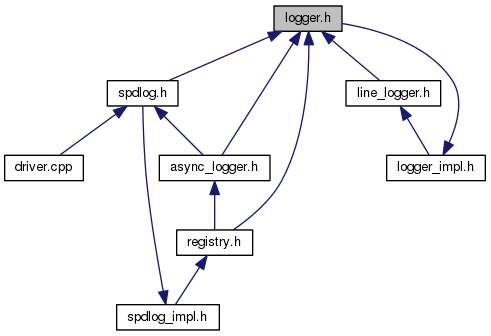 logger.h
spdlog.h
line_logger.h
driver.cpp
async_logger.h
logger_impl.h
registry.h
spdlog_impl.h